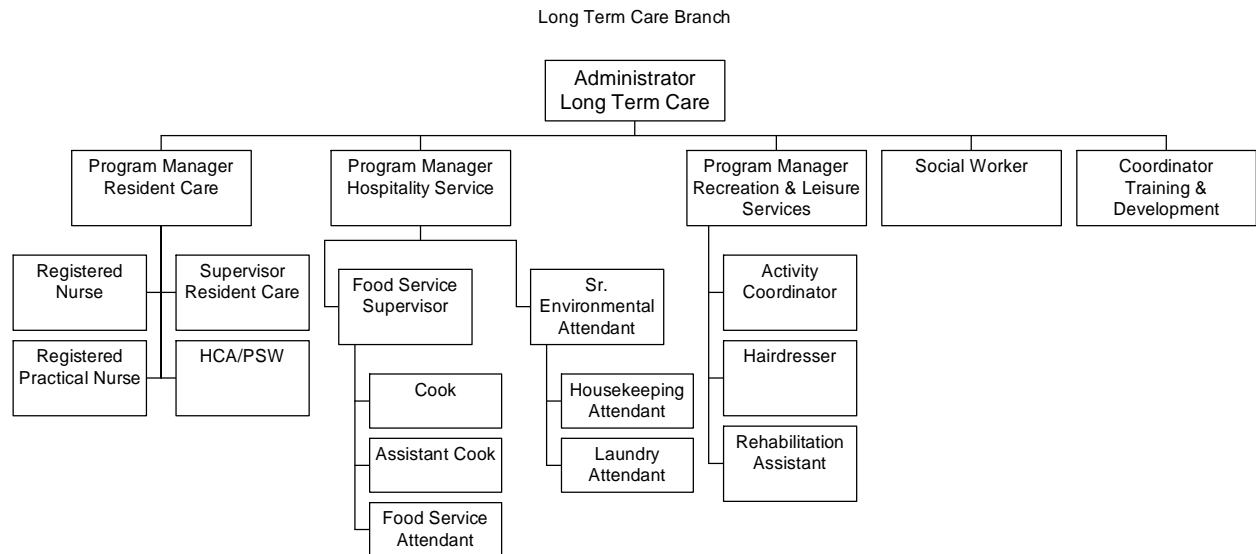 Long Term Care Branch
Administrator
Long Term Care
Program Manager
Resident Care
Program Manager
Hospitality Service
Program Manager
Recreation & Leisure
Services
Social Worker
Coordinator
Training &
Development
Registered
Nurse
Supervisor
Resident Care
Registered
Practical Nurse
HCA/PSW
Food Service
Supervisor
Cook
Assistant Cook
Food Service
Attendant
Sr.
Environmental
Attendant
Housekeeping
Attendant
Laundry
Attendant
Activity
Coordinator
Hairdresser
Rehabilitation
Assistant